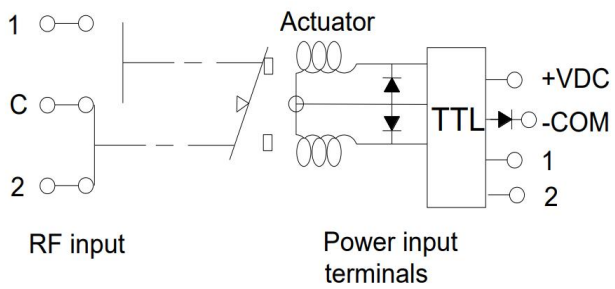 1
Actuator
C
TTL
+VDC
-COM
1
2
2
RF input
Power input
terminals